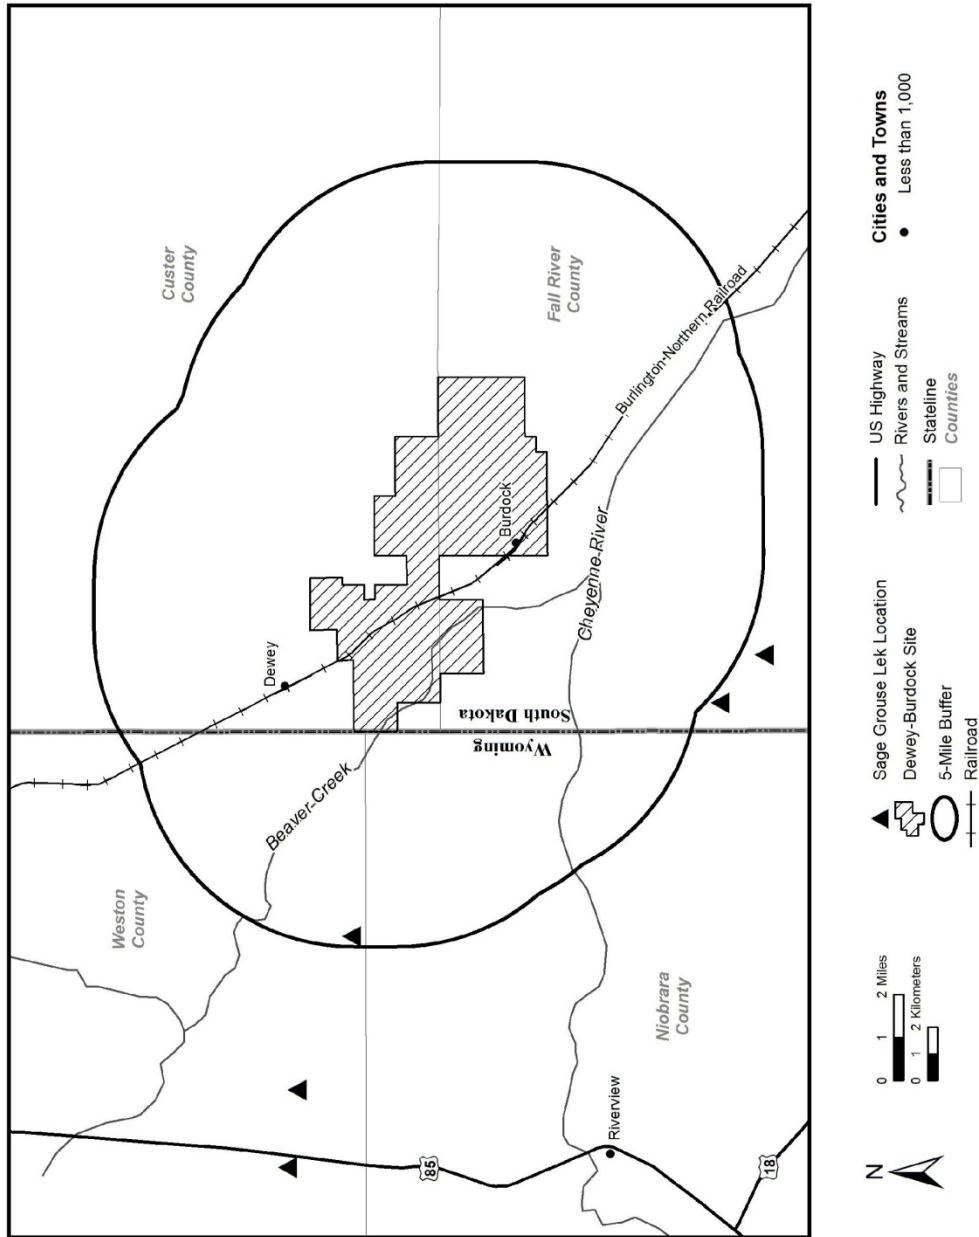 Custer
County
Weston
County
Dewey
Beaver-Creek
Wyoming
South Dakota
Burdock
Fall River
County
Burlington-Northern Railroad
Cheyenne-River
Niobrara
County
85
Riverview
18
N
0 1 2 Miles
0 1 2 Kilometers
Sage Grouse Lek Location
Dewey-Burdock Site
5-Mile Buffer
Railroad
US Highway
Rivers and Streams
Stateline
Counties
Cities and Towns
Less than 1,000